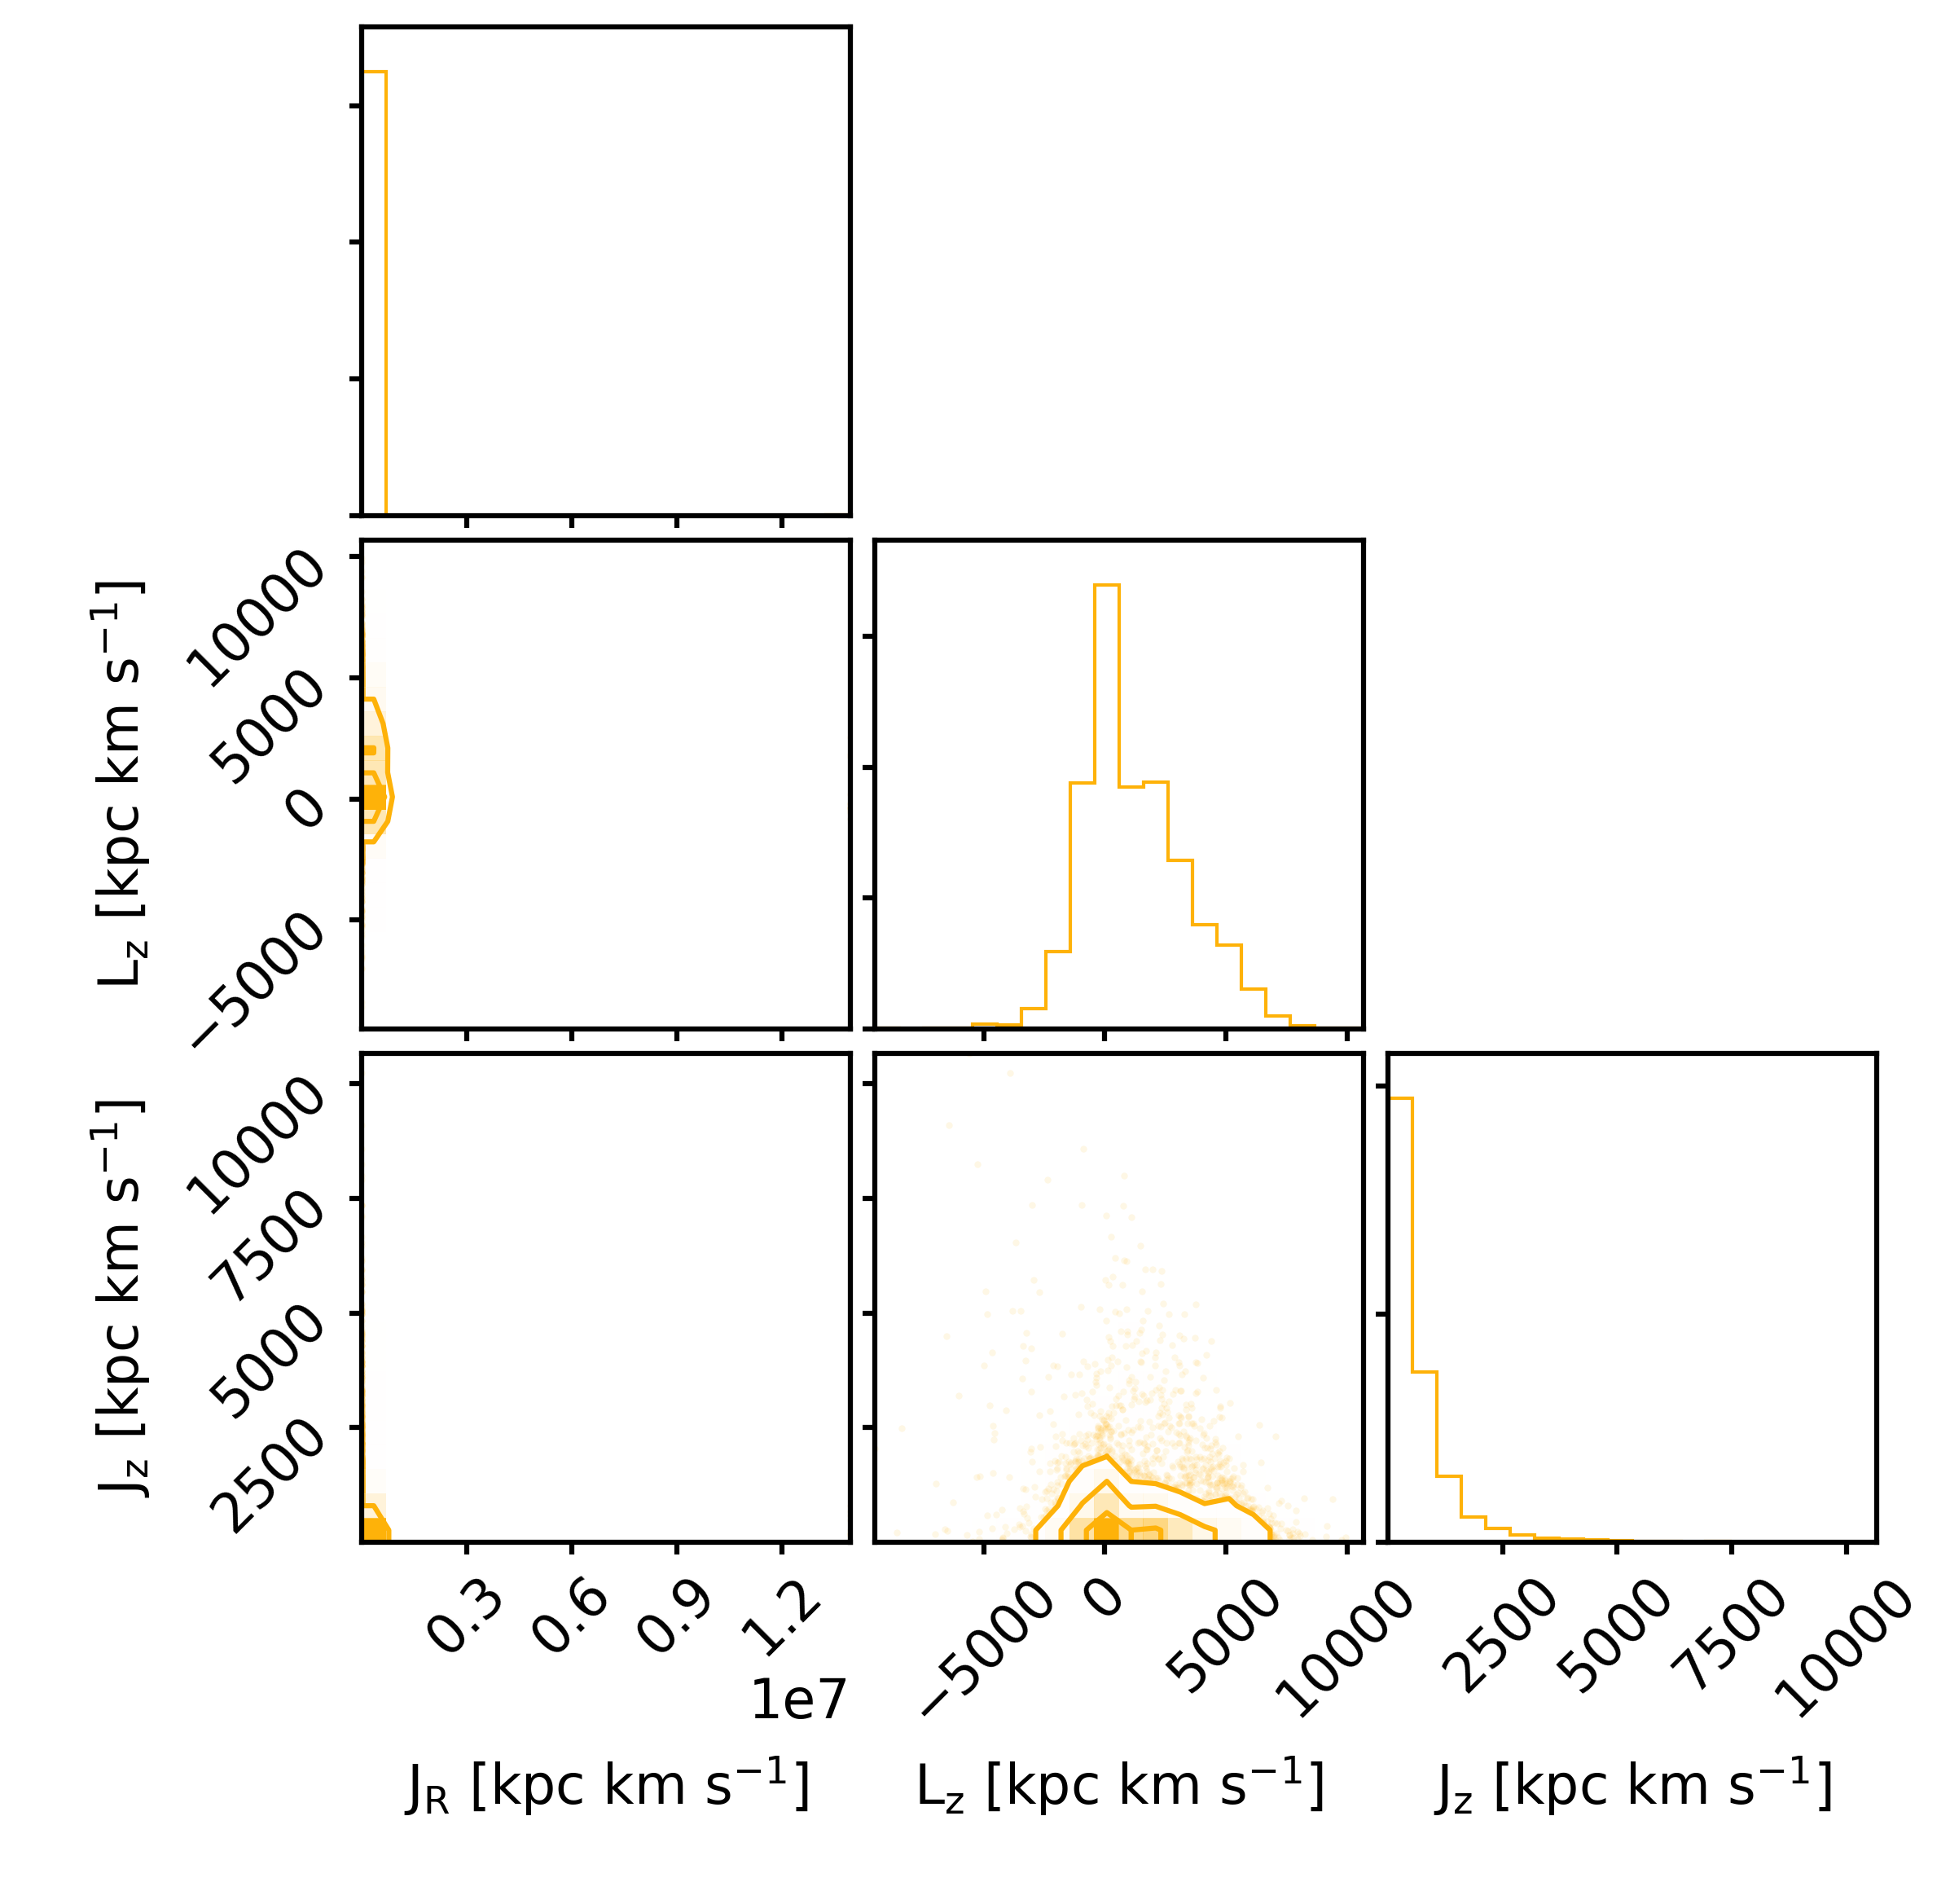 L_z [kpc km s⁻¹]
10000
5000
0
−5000
J_z [kpc km s⁻¹]
10000
7500
5000
2500
0.3 0.6 0.9 1.2
1e7
−5000 0 5000 10000
2500 5000 7500 10000
J_R [kpc km s⁻¹]
L_z [kpc km s⁻¹]
J_z [kpc km s⁻¹]